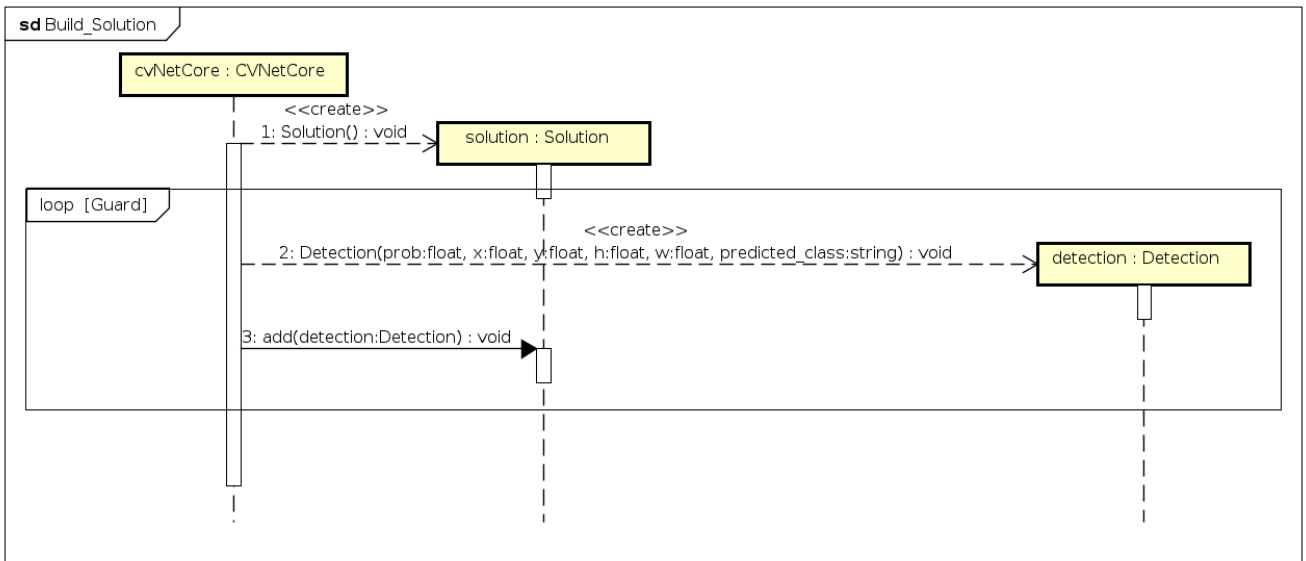 sd Build_Solution
cvNetCore : CVNetCore
<<create>>
1: Solution() : void
solution : Solution
loop [Guard]
<<create>>
2: Detection(prob:float, x:float, y:float, h:float, w:float, predicted_class:string) : void
detection : Detection
3: add(detection:Detection) : void